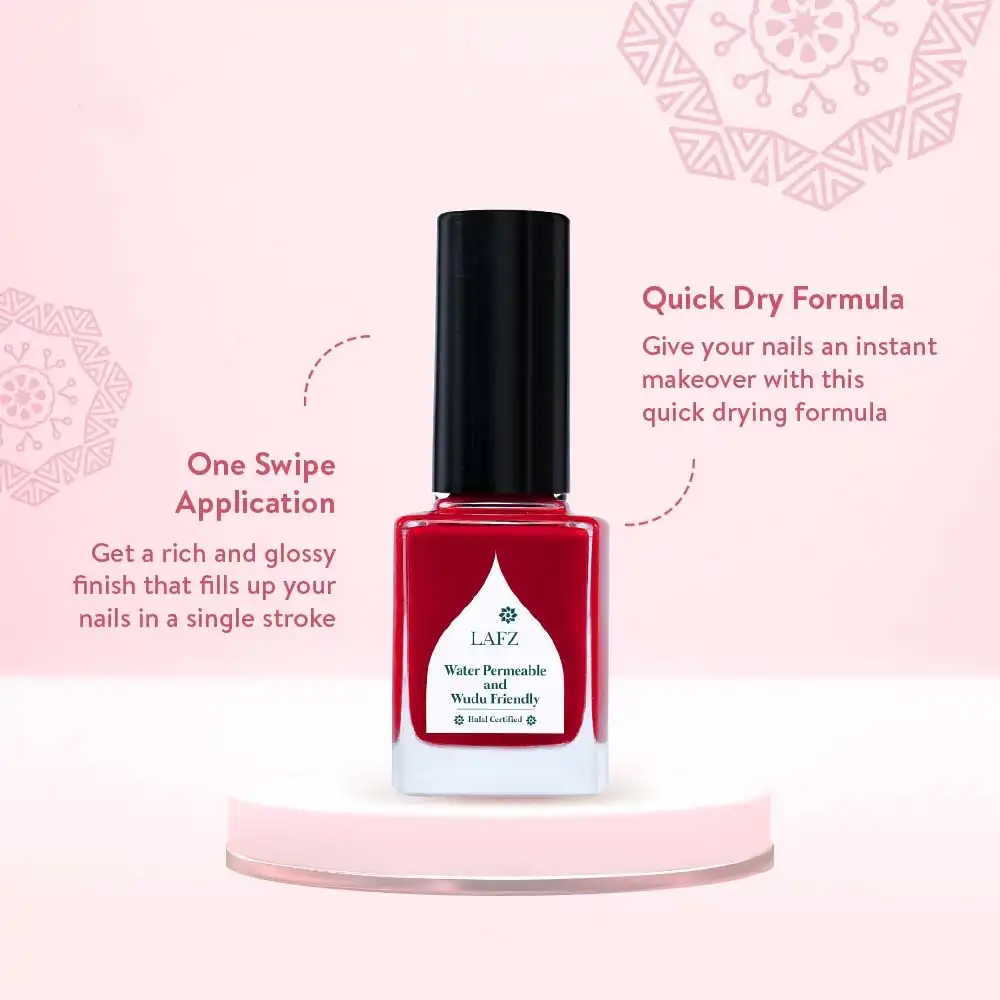 Quick Dry Formula
Give your nails an instant
makeover with this
quick drying formula
One Swipe
Application
Get a rich and glossy
finish that fills up your
nails in a single stroke
LAFZ
Water Permeable
and
Wudu Friendly
Halal Certified